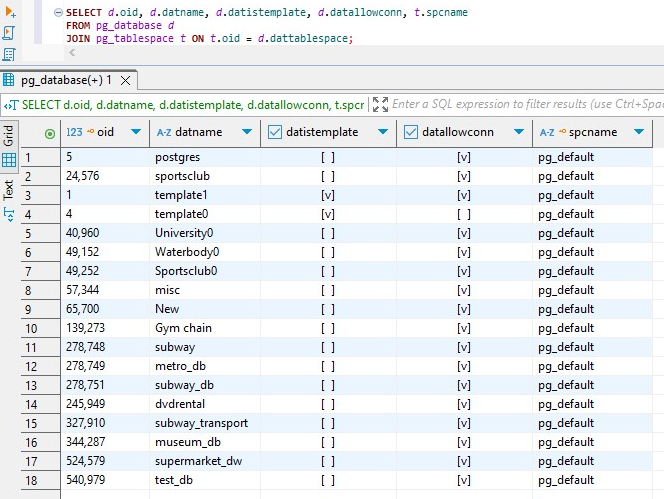 SELECT d.oid, d.datname, d.datistemplate, d.datallowconn, t.spcname
FROM pg_database d
JOIN pg_tablespace t ON t.oid = d.dattablespace;
pg_database(+) 1
SELECT d.oid, d.datname, d.datistemplate, d.datallowconn, t.spcr Enter a SQL expression to filter results (use Ctrl+Spac
Grid
Text
123 oid A-Z datname datistemplate datallowconn A-Z spcname
1 5 postgres [ ] [v] pg_default
2 24,576 sportsclub [ ] [v] pg_default
3 1 template1 [v] [v] pg_default
4 4 template0 [v] [ ] pg_default
5 40,960 University0 [ ] [v] pg_default
6 49,152 Waterbody0 [ ] [v] pg_default
7 49,252 Sportsclub0 [ ] [v] pg_default
8 57,344 misc [ ] [v] pg_default
9 65,700 New [ ] [v] pg_default
10 139,273 Gym chain [ ] [v] pg_default
11 278,748 subway [ ] [v] pg_default
12 278,749 metro_db [ ] [v] pg_default
13 278,751 subway_db [ ] [v] pg_default
14 245,949 dvdrental [ ] [v] pg_default
15 327,910 subway_transport [ ] [v] pg_default
16 344,287 museum_db [ ] [v] pg_default
17 524,579 supermarket_dw [ ] [v] pg_default
18 540,979 test_db [ ] [v] pg_default